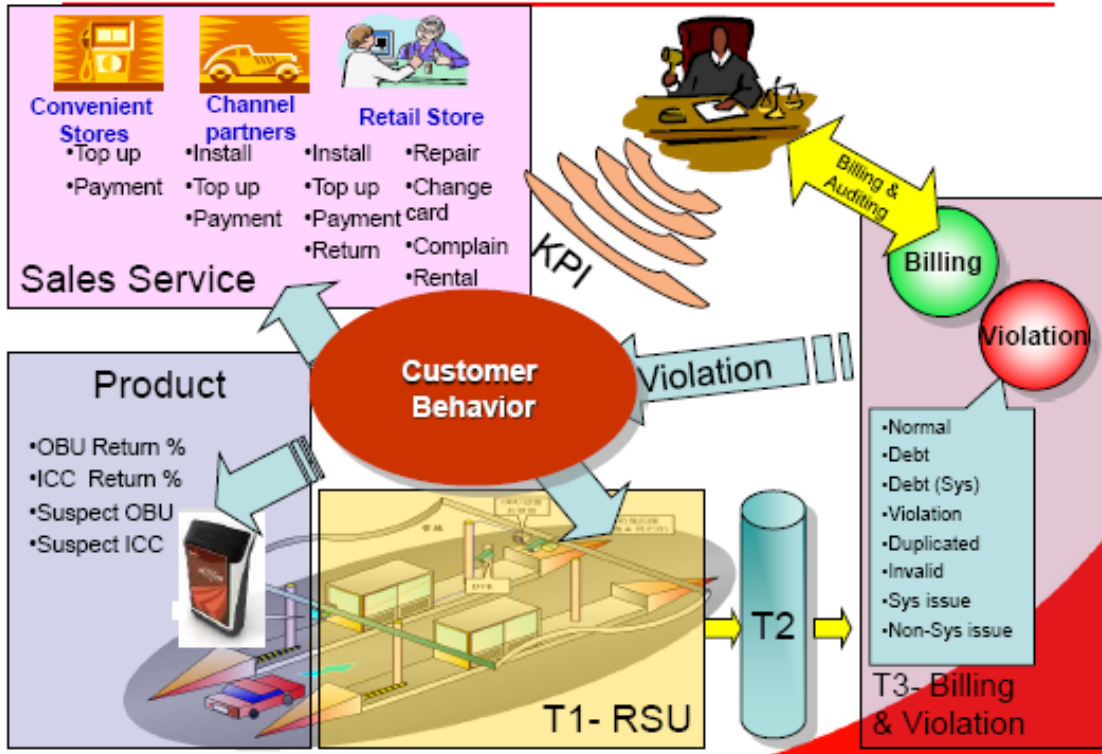 Convenient
Stores
•Top up
•Payment
Channel
partners
•Install
•Top up
•Payment
Retail Store
•Install
•Top up
•Payment
•Return
•Repair
•Change
card
•Complain
•Rental
Sales Service
KPI
Billing &
Auditing
Billing
Violation
Customer
Behavior
Violation
Product
•OBU Return %
•ICC Return %
•Suspect OBU
•Suspect ICC
•Normal
•Debt
•Debt (Sys)
•Violation
•Duplicated
•Invalid
•Sys issue
•Non-Sys issue
T1- RSU
T2
T3- Billing
& Violation